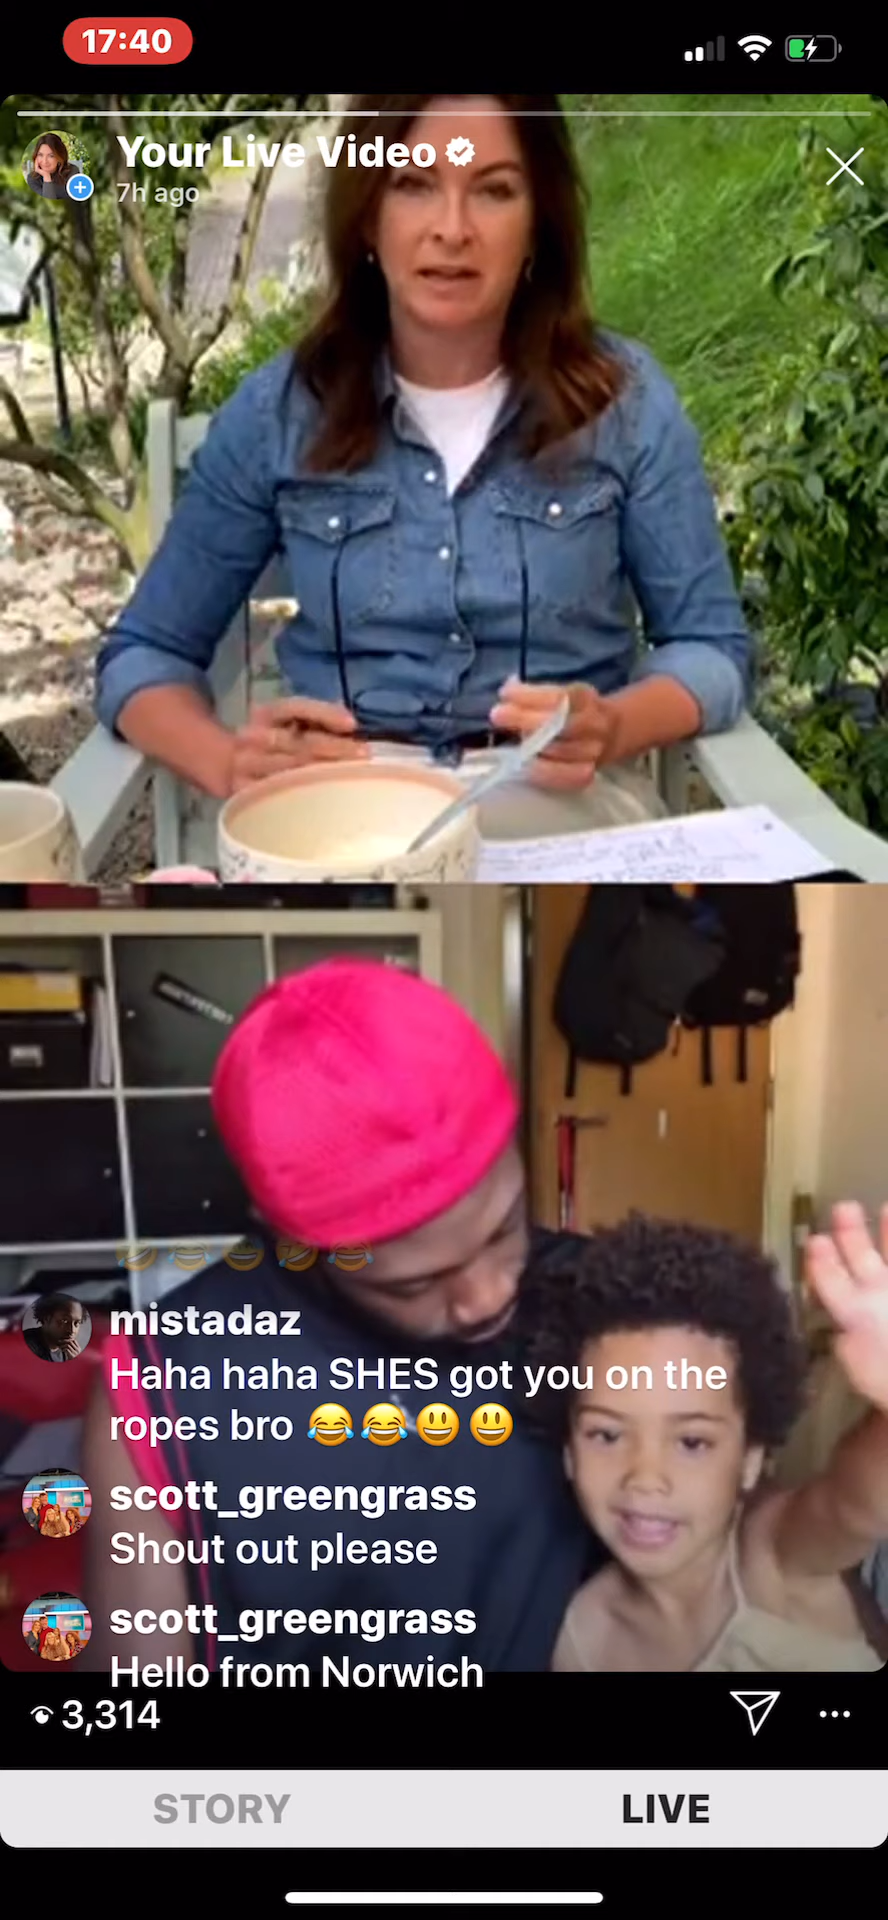 17:40
Your Live Video
7h ago
mistadaz
Haha haha SHES got you on the
ropes bro 😂😂😃😃
scott_greengrass
Shout out please
scott_greengrass
Hello from Norwich
3,314
STORY
LIVE